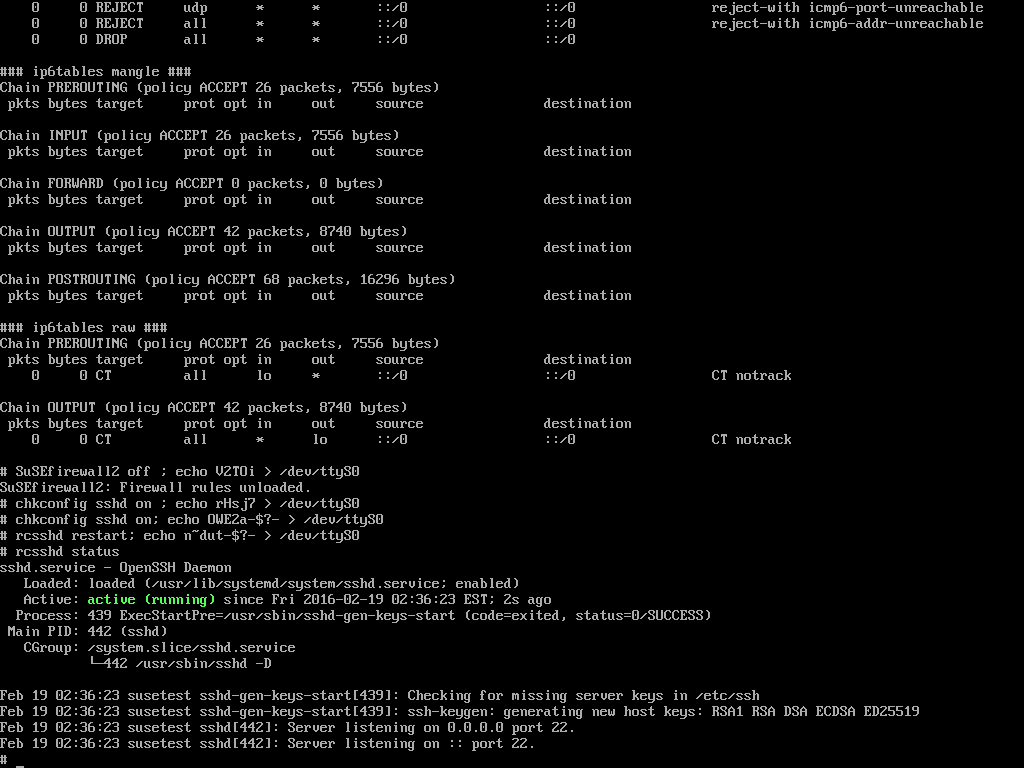 0     0 REJECT     udp      *      *       ::/0                 ::/0                 reject-with icmp6-port-unreachable
    0     0 REJECT     all      *      *       ::/0                 ::/0                 reject-with icmp6-addr-unreachable
    0     0 DROP       all      *      *       ::/0                 ::/0
### ip6tables mangle ###
Chain PREROUTING (policy ACCEPT 26 packets, 7556 bytes)
 pkts bytes target     prot opt in     out     source               destination
Chain INPUT (policy ACCEPT 26 packets, 7556 bytes)
 pkts bytes target     prot opt in     out     source               destination
Chain FORWARD (policy ACCEPT 0 packets, 0 bytes)
 pkts bytes target     prot opt in     out     source               destination
Chain OUTPUT (policy ACCEPT 42 packets, 8740 bytes)
 pkts bytes target     prot opt in     out     source               destination
Chain POSTROUTING (policy ACCEPT 68 packets, 16296 bytes)
 pkts bytes target     prot opt in     out     source               destination
### ip6tables raw ###
Chain PREROUTING (policy ACCEPT 26 packets, 7556 bytes)
 pkts bytes target     prot opt in     out     source               destination
    0     0 CT         all      lo     *       ::/0                 ::/0                 CT notrack
Chain OUTPUT (policy ACCEPT 42 packets, 8740 bytes)
 pkts bytes target     prot opt in     out     source               destination
    0     0 CT         all      *      lo      ::/0                 ::/0                 CT notrack
# SuSEfirewall2 off ; echo V2TOi > /dev/ttyS0
SuSEfirewall2: Firewall rules unloaded.
# chkconfig sshd on ; echo rHsj7 > /dev/ttyS0
# chkconfig sshd on; echo OWE2a-$?- > /dev/ttyS0
# rcsshd restart; echo n~dut-$?- > /dev/ttyS0
# rcsshd status
sshd.service - OpenSSH Daemon
   Loaded: loaded (/usr/lib/systemd/system/sshd.service; enabled)
   Active: active (running) since Fri 2016-02-19 02:36:23 EST; 2s ago
  Process: 439 ExecStartPre=/usr/sbin/sshd-gen-keys-start (code=exited, status=0/SUCCESS)
 Main PID: 442 (sshd)
   CGroup: /system.slice/sshd.service
           └─442 /usr/sbin/sshd -D
Feb 19 02:36:23 susetest sshd-gen-keys-start[439]: Checking for missing server keys in /etc/ssh
Feb 19 02:36:23 susetest sshd-gen-keys-start[439]: ssh-keygen: generating new host keys: RSA1 RSA DSA ECDSA ED25519
Feb 19 02:36:23 susetest sshd[442]: Server listening on 0.0.0.0 port 22.
Feb 19 02:36:23 susetest sshd[442]: Server listening on :: port 22.
# _